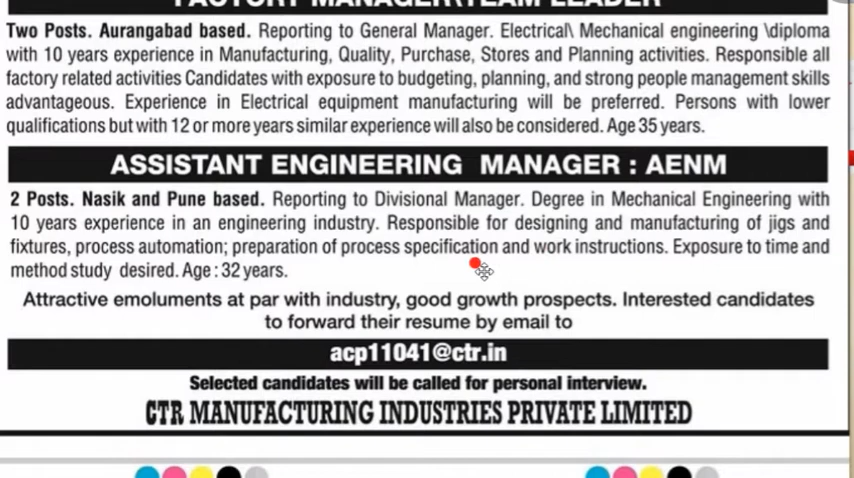 FACTORY MANAGER\TEAM LEADER
Two Posts. Aurangabad based. Reporting to General Manager. Electrical\ Mechanical engineering \diploma
with 10 years experience in Manufacturing, Quality, Purchase, Stores and Planning activities. Responsible all
factory related activities Candidates with exposure to budgeting, planning, and strong people management skills
advantageous. Experience in Electrical equipment manufacturing will be preferred. Persons with lower
qualifications but with 12 or more years similar experience will also be considered. Age 35 years.
ASSISTANT ENGINEERING MANAGER : AENM
2 Posts. Nasik and Pune based. Reporting to Divisional Manager. Degree in Mechanical Engineering with
10 years experience in an engineering industry. Responsible for designing and manufacturing of jigs and
fixtures, process automation; preparation of process specification and work instructions. Exposure to time and
method study desired. Age : 32 years.
Attractive emoluments at par with industry, good growth prospects. Interested candidates
to forward their resume by email to
acp11041@ctr.in
Selected candidates will be called for personal interview.
CTR MANUFACTURING INDUSTRIES PRIVATE LIMITED